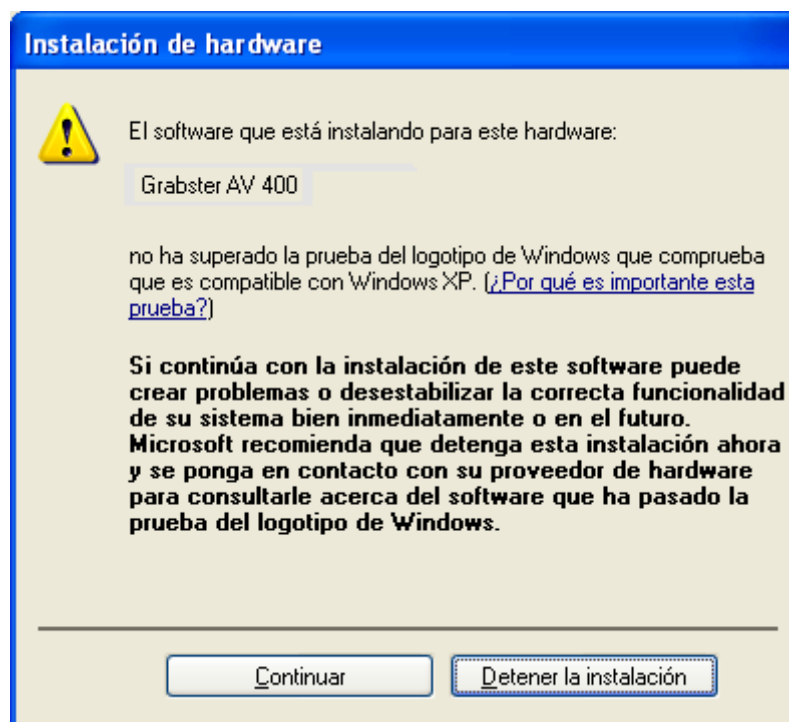 Instalación de hardware
El software que está instalando para este hardware:
Grabster AV 400
no ha superado la prueba del logotipo de Windows que comprueba
que es compatible con Windows XP. (¿Por qué es importante esta
prueba?)
Si continúa con la instalación de este software puede
crear problemas o desestabilizar la correcta funcionalidad
de su sistema bien inmediatamente o en el futuro.
Microsoft recomienda que detenga esta instalación ahora
y se ponga en contacto con su proveedor de hardware
para consultarle acerca del software que ha pasado la
prueba del logotipo de Windows.
Continuar
Detener la instalación